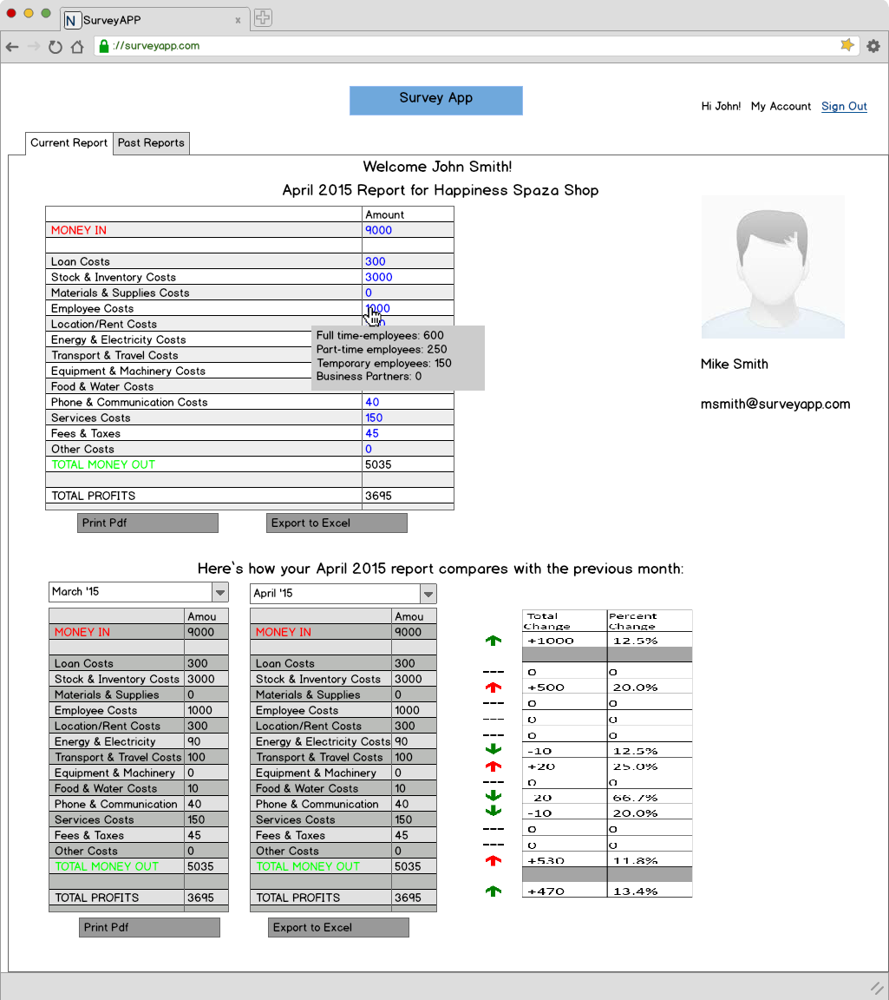 N SurveyAPP x
://surveyapp.com
Survey App
Hi John! My Account Sign Out
Current Report Past Reports
Welcome John Smith!
April 2015 Report for Happiness Spaza Shop
Amount
MONEY IN 9000
Loan Costs 300
Stock & Inventory Costs 3000
Materials & Supplies Costs 0
Employee Costs 1000
Location/Rent Costs
Energy & Electricity Costs
Transport & Travel Costs
Equipment & Machinery Costs
Food & Water Costs
Phone & Communication Costs 40
Services Costs 150
Fees & Taxes 45
Other Costs 0
TOTAL MONEY OUT 5035
TOTAL PROFITS 3695
Full time-employees: 600
Part-time employees: 250
Temporary employees: 150
Business Partners: 0
Print Pdf Export to Excel
Mike Smith
msmith@surveyapp.com
Here`s how your April 2015 report compares with the previous month:
March '15
Amou
MONEY IN 9000
Loan Costs 300
Stock & Inventory Costs 3000
Materials & Supplies 0
Employee Costs 1000
Location/Rent Costs 300
Energy & Electricity 90
Transport & Travel Costs 100
Equipment & Machinery 0
Food & Water Costs 10
Phone & Communication 40
Services Costs 150
Fees & Taxes 45
Other Costs 0
TOTAL MONEY OUT 5035
TOTAL PROFITS 3695
Print Pdf
April '15
Amou
MONEY IN 9000
Loan Costs 300
Stock & Inventory Costs 3000
Materials & Supplies 0
Employee Costs 1000
Location/Rent Costs 300
Energy & Electricity Costs 90
Transport & Travel Costs 100
Equipment & Machinery 0
Food & Water Costs 10
Phone & Communication 40
Services Costs 150
Fees & Taxes 45
Other Costs 0
TOTAL MONEY OUT 5035
TOTAL PROFITS 3695
Export to Excel
Total Percent
Change Change
+1000 12.5%
--- 0 0
+500 20.0%
--- 0 0
--- 0 0
--- 0 0
-10 12.5%
+20 25.0%
--- 0 0
20 66.7%
-10 20.0%
--- 0 0
--- 0 0
+530 11.8%
+470 13.4%